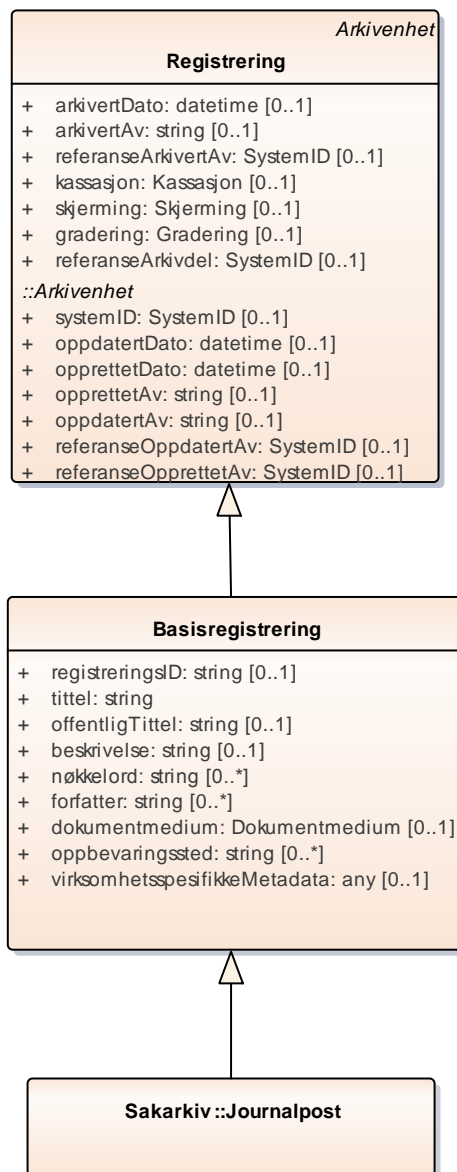 Arkivenhet
Registrering
+ arkivertDato: datetime [0..1]
+ arkivertAv: string [0..1]
+ referanseArkivertAv: SystemID [0..1]
+ kassasjon: Kassasjon [0..1]
+ skjerming: Skjerming [0..1]
+ gradering: Gradering [0..1]
+ referanseArkivdel: SystemID [0..1]
::Arkivenhet
+ systemID: SystemID [0..1]
+ oppdatertDato: datetime [0..1]
+ opprettetDato: datetime [0..1]
+ opprettetAv: string [0..1]
+ oppdatertAv: string [0..1]
+ referanseOppdatertAv: SystemID [0..1]
+ referanseOpprettetAv: SystemID [0..1]
Basisregistrering
+ registreringsID: string [0..1]
+ tittel: string
+ offentligTittel: string [0..1]
+ beskrivelse: string [0..1]
+ nøkkelord: string [0..*]
+ forfatter: string [0..*]
+ dokumentmedium: Dokumentmedium [0..1]
+ oppbevaringssted: string [0..*]
+ virksomhetsspesifikkeMetadata: any [0..1]
Sakarkiv::Journalpost